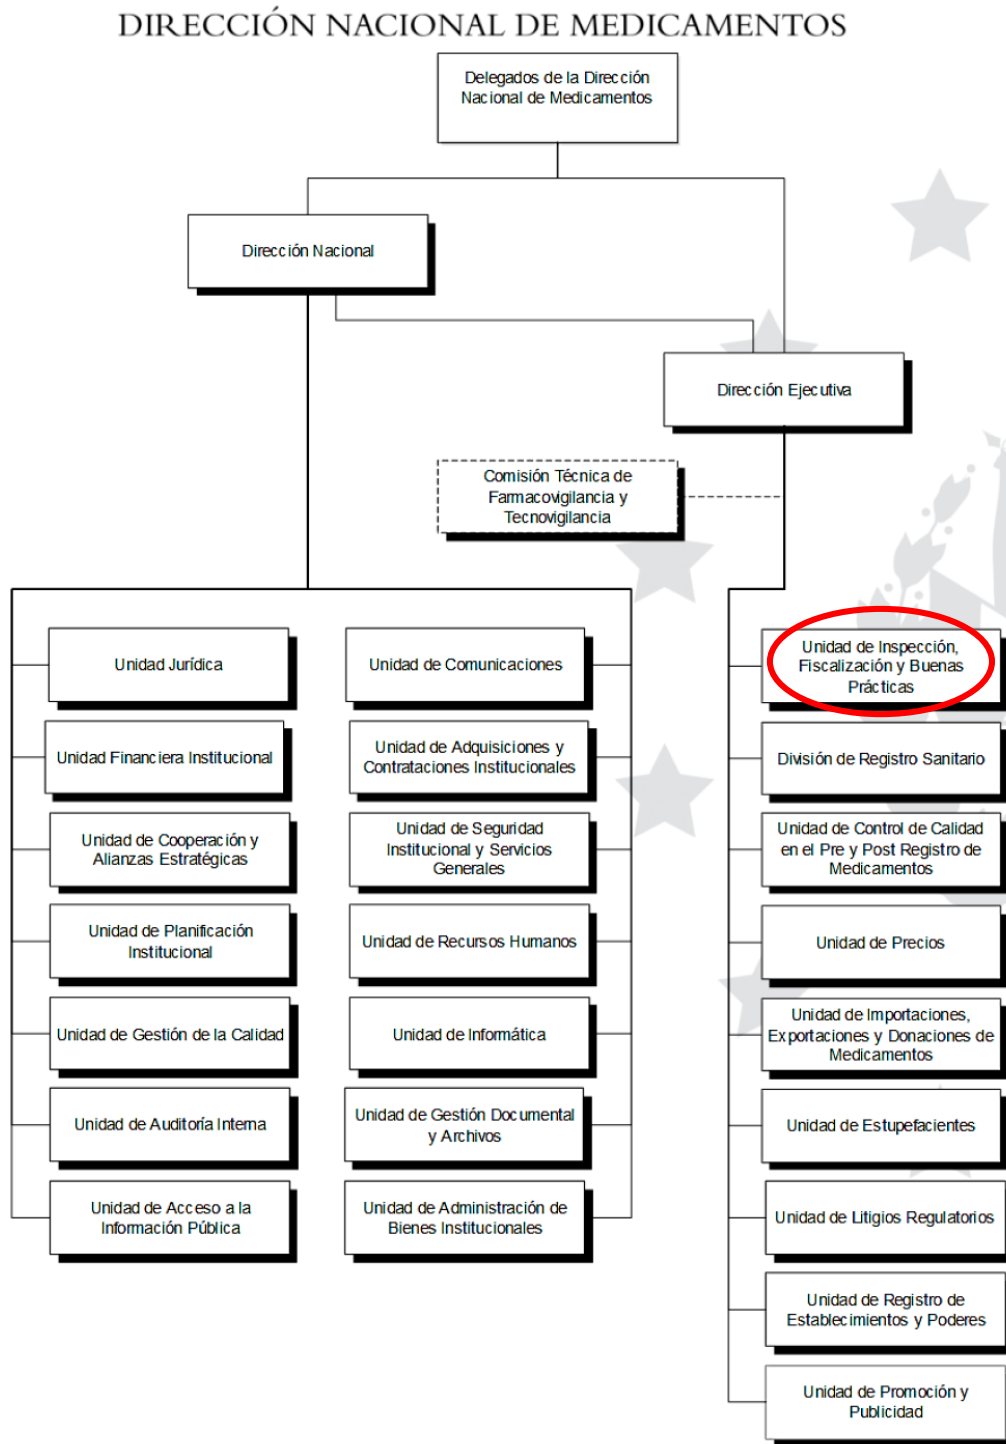 DIRECCIÓN NACIONAL DE MEDICAMENTOS
Delegados de la Dirección
Nacional de Medicamentos
Dirección Nacional
Dirección Ejecutiva
Comisión Técnica de
Farmacovigilancia y
Tecnovigilancia
Unidad Jurídica
Unidad Financiera Institucional
Unidad de Cooperación y
Alianzas Estratégicas
Unidad de Planificación
Institucional
Unidad de Gestión de la Calidad
Unidad de Auditoría Interna
Unidad de Acceso a la
Información Pública
Unidad de Comunicaciones
Unidad de Adquisiciones y
Contrataciones Institucionales
Unidad de Seguridad
Institucional y Servicios
Generales
Unidad de Recursos Humanos
Unidad de Informática
Unidad de Gestión Documental
y Archivos
Unidad de Administración de
Bienes Institucionales
Unidad de Inspección,
Fiscalización y Buenas
Prácticas
División de Registro Sanitario
Unidad de Control de Calidad
en el Pre y Post Registro de
Medicamentos
Unidad de Precios
Unidad de Importaciones,
Exportaciones y Donaciones de
Medicamentos
Unidad de Estupefacientes
Unidad de Litigios Regulatorios
Unidad de Registro de
Establecimientos y Poderes
Unidad de Promoción y
Publicidad